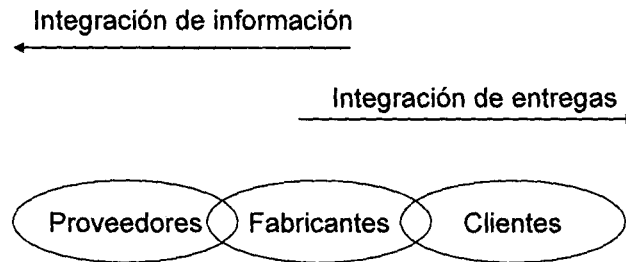 Integración de información
Integración de entregas
Proveedores Fabricantes Clientes